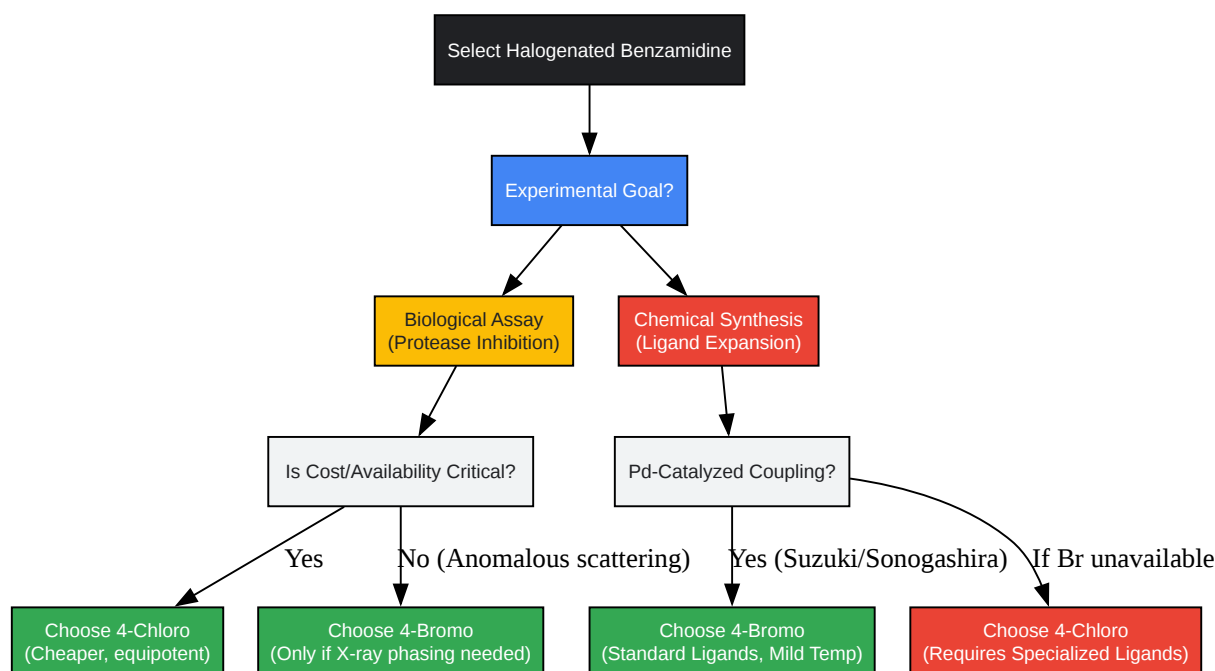 Select Halogenated Benzamidine
Experimental Goal?
Biological Assay
(Protease Inhibition)
Chemical Synthesis
(Ligand Expansion)
Is Cost/Availability Critical?
Pd-Catalyzed Coupling?
Yes
No (Anomalous scattering)
Yes (Suzuki/Sonogashira)
If Br unavailable
Choose 4-Chloro
(Cheaper, equipotent)
Choose 4-Bromo
(Only if X-ray phasing needed)
Choose 4-Bromo
(Standard Ligands, Mild Temp)
Choose 4-Chloro
(Requires Specialized Ligands)